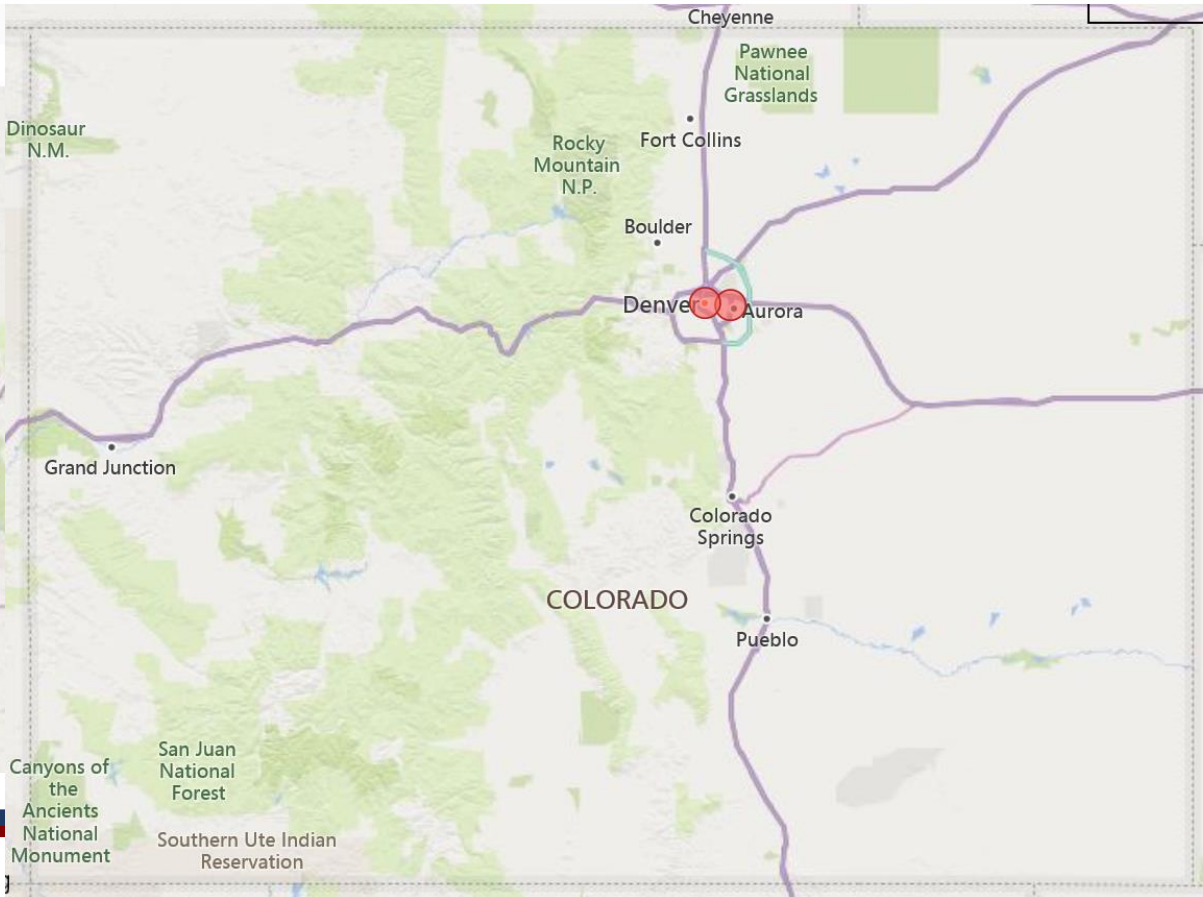 Cheyenne
Pawnee
National
Grasslands
Dinosaur
N.M.
Fort Collins
Rocky
Mountain
N.P.
Boulder
Denver
Aurora
Grand Junction
Colorado
Springs
COLORADO
Pueblo
San Juan
National
Forest
Canyons of
the
Ancients
National
Monument
Southern Ute Indian
Reservation